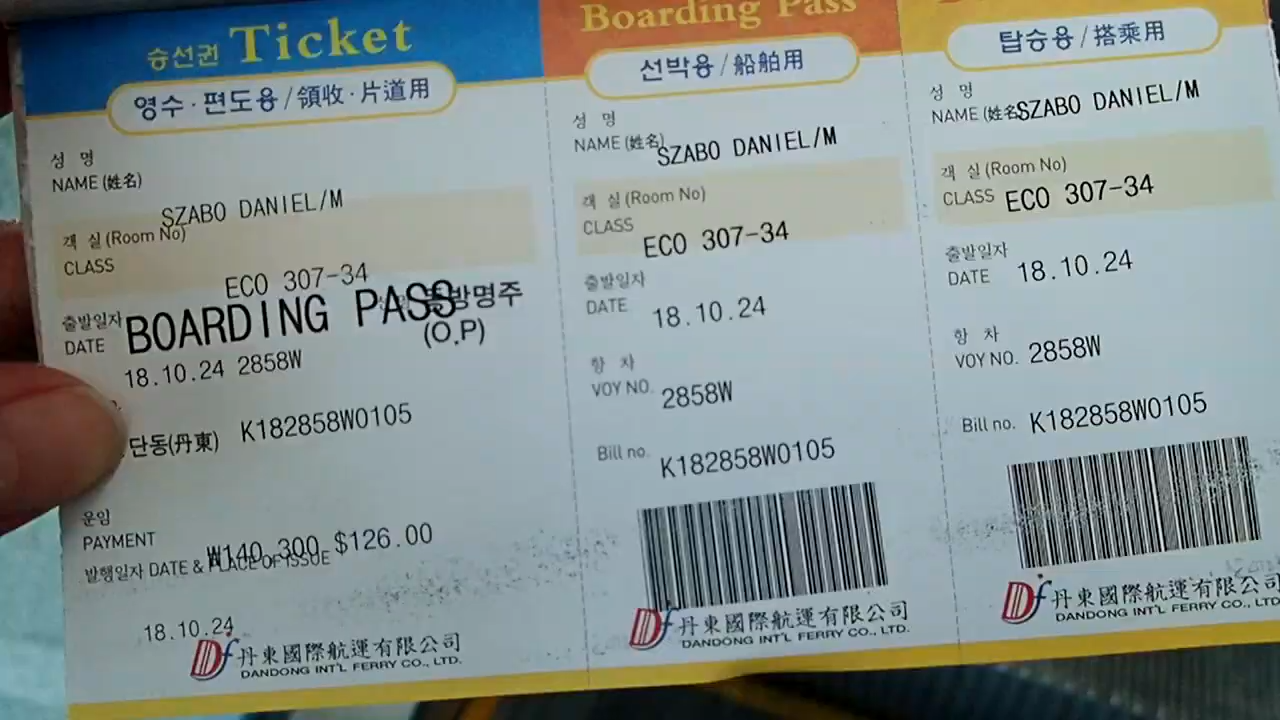 승선권 Ticket
영수·편도용/領收·片道用
성 명
NAME (姓名)
SZABO DANIEL/M
객 실 (Room No)
CLASS
ECO 307-34
출발일자
DATE
BOARDING PASS
방명주
(O.P)
18.10.24 2858W
단동(丹東) K182858W0105
운임
PAYMENT
₩140,300 $126.00
발행일자 DATE & PLACE OF ISSUE
18.10.24
Df 丹東國際航運有限公司
DANDONG INT'L FERRY CO., LTD.
Boarding Pass
선박용/船舶用
성 명
NAME (姓名)
SZABO DANIEL/M
객 실 (Room No)
CLASS
ECO 307-34
출발일자
DATE
18.10.24
항 차
VOY NO.
2858W
Bill no.
K182858W0105
Df 丹東國際航運有限公司
DANDONG INT'L FERRY CO., LTD.
탑승용/搭乘用
성 명
NAME (姓名)
SZABO DANIEL/M
객 실 (Room No)
CLASS
ECO 307-34
출발일자
DATE
18.10.24
항 차
VOY NO.
2858W
Bill no.
K182858W0105
Df 丹東國際航運有限公司
DANDONG INT'L FERRY CO., LTD.